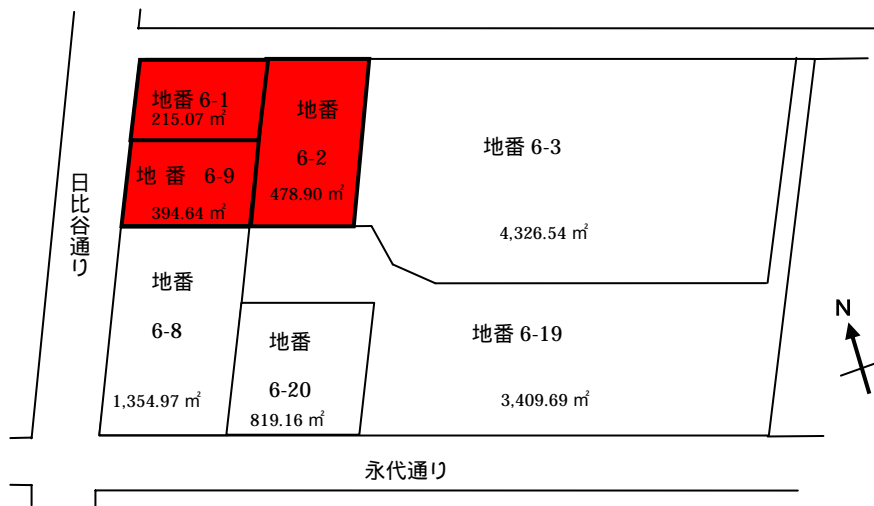 地番 6-1
215.07 ㎡
地番
6-2
478.90 ㎡
地番 6-3
4,326.54 ㎡
地 番 6-9
394.64 ㎡
日比谷通り
地番
6-8
1,354.97 ㎡
地番
6-20
819.16 ㎡
地番 6-19
3,409.69 ㎡
N
永代通り